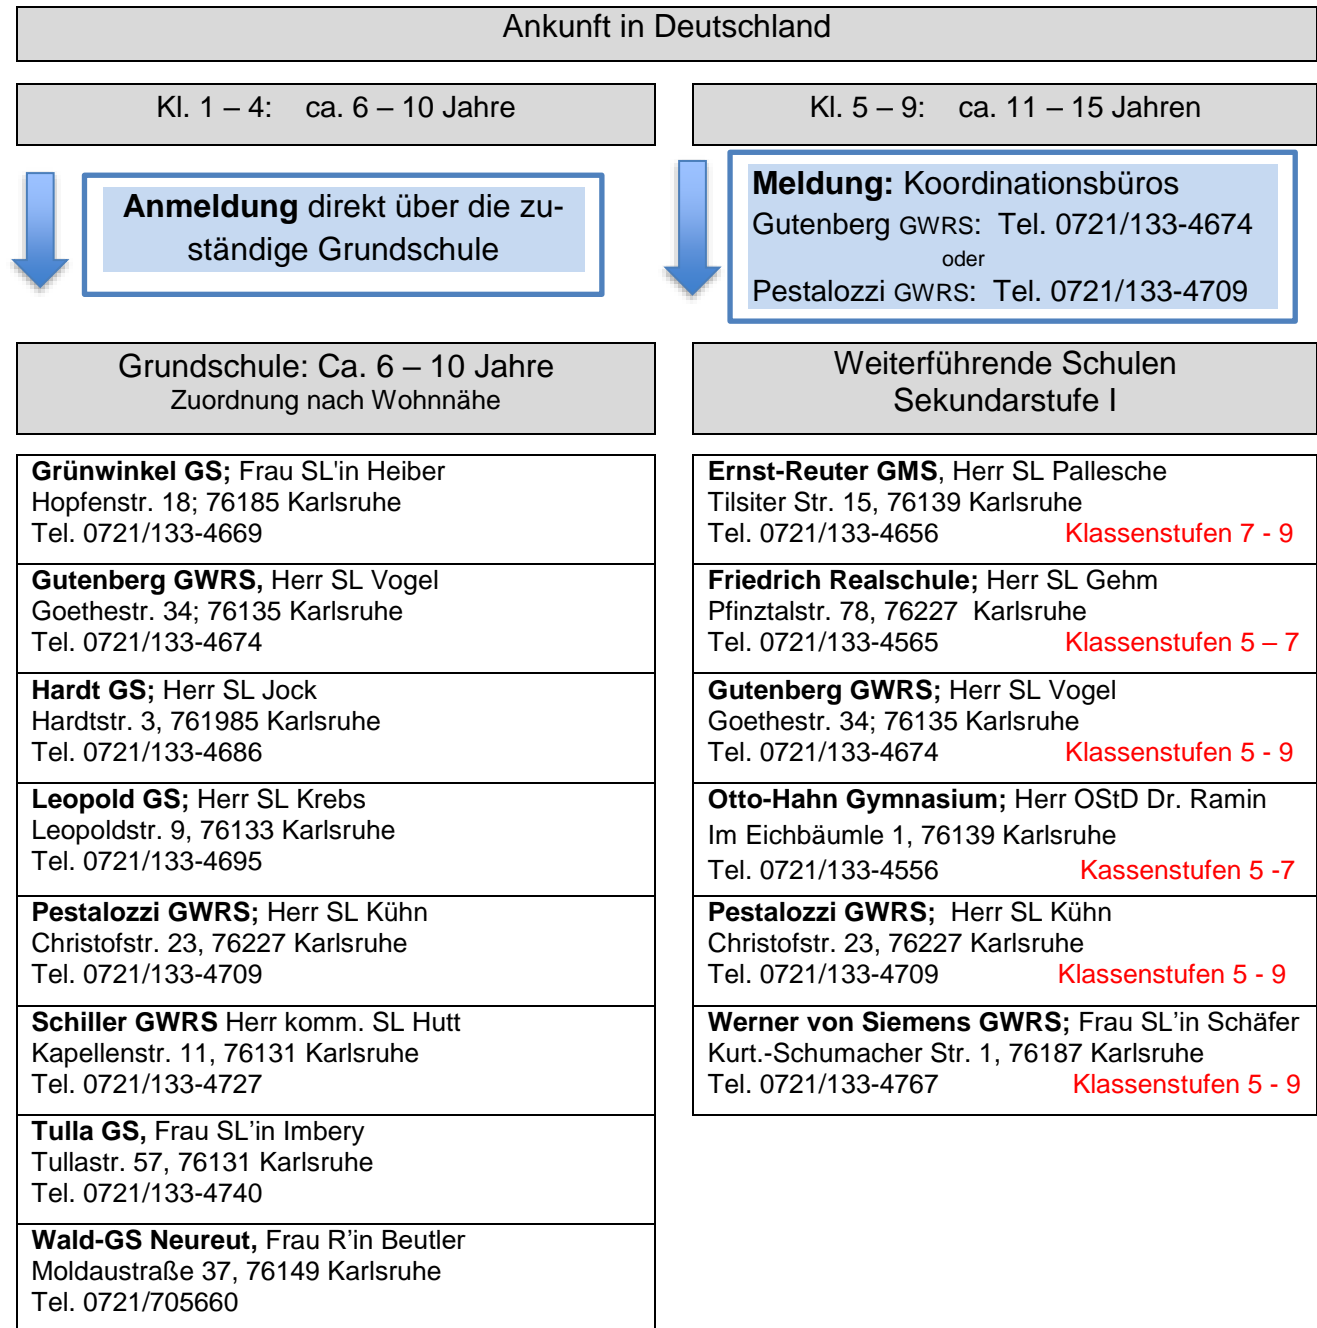 Ankunft in Deutschland
Kl. 1 – 4: ca. 6 – 10 Jahre
Anmeldung direkt über die zu-
ständige Grundschule
Grundschule: Ca. 6 – 10 Jahre
Zuordnung nach Wohnnähe
Grünwinkel GS; Frau SL'in Heiber
Hopfenstr. 18; 76185 Karlsruhe
Tel. 0721/133-4669
Gutenberg GWRS, Herr SL Vogel
Goethestr. 34; 76135 Karlsruhe
Tel. 0721/133-4674
Hardt GS; Herr SL Jock
Hardtstr. 3, 761985 Karlsruhe
Tel. 0721/133-4686
Leopold GS; Herr SL Krebs
Leopoldstr. 9, 76133 Karlsruhe
Tel. 0721/133-4695
Pestalozzi GWRS; Herr SL Kühn
Christofstr. 23, 76227 Karlsruhe
Tel. 0721/133-4709
Schiller GWRS Herr komm. SL Hutt
Kapellenstr. 11, 76131 Karlsruhe
Tel. 0721/133-4727
Tulla GS, Frau SL’in Imbery
Tullastr. 57, 76131 Karlsruhe
Tel. 0721/133-4740
Wald-GS Neureut, Frau R’in Beutler
Moldaustraße 37, 76149 Karlsruhe
Tel. 0721/705660
Kl. 5 – 9: ca. 11 – 15 Jahren
Meldung: Koordinationsbüros
Gutenberg GWRS: Tel. 0721/133-4674
oder
Pestalozzi GWRS: Tel. 0721/133-4709
Weiterführende Schulen
Sekundarstufe I
Ernst-Reuter GMS, Herr SL Pallesche
Tilsiter Str. 15, 76139 Karlsruhe
Tel. 0721/133-4656 Klassenstufen 7 - 9
Friedrich Realschule; Herr SL Gehm
Pfinztalstr. 78, 76227 Karlsruhe
Tel. 0721/133-4565 Klassenstufen 5 – 7
Gutenberg GWRS; Herr SL Vogel
Goethestr. 34; 76135 Karlsruhe
Tel. 0721/133-4674 Klassenstufen 5 - 9
Otto-Hahn Gymnasium; Herr OStD Dr. Ramin
Im Eichbäumle 1, 76139 Karlsruhe
Tel. 0721/133-4556 Kassenstufen 5 -7
Pestalozzi GWRS; Herr SL Kühn
Christofstr. 23, 76227 Karlsruhe
Tel. 0721/133-4709 Klassenstufen 5 - 9
Werner von Siemens GWRS; Frau SL’in Schäfer
Kurt.-Schumacher Str. 1, 76187 Karlsruhe
Tel. 0721/133-4767 Klassenstufen 5 - 9